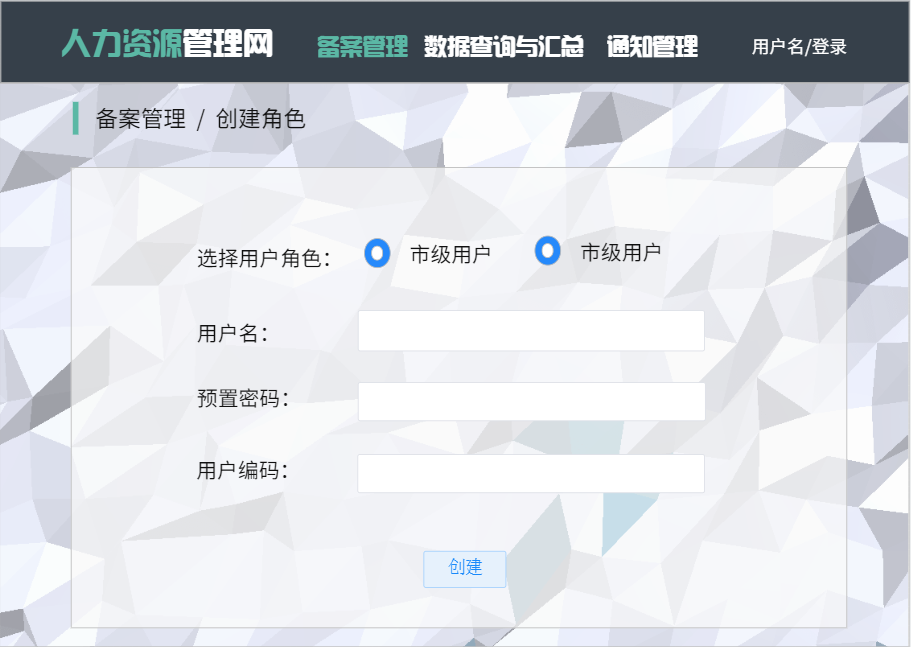 人力资源管理网 备案管理 数据查询与汇总 通知管理 用户名/登录
备案管理 / 创建角色
选择用户角色： 市级用户 市级用户
用户名：
预置密码：
用户编码：
创建